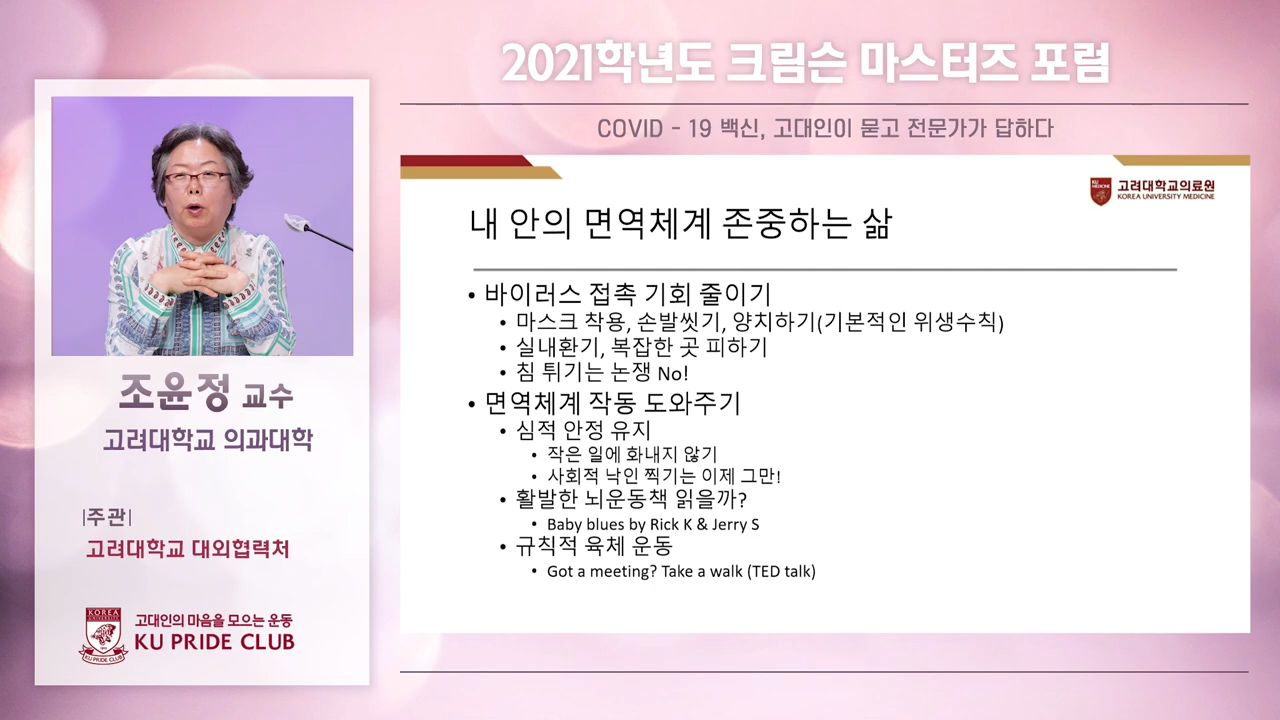 2021학년도 크림슨 마스터즈 포럼
COVID - 19 백신, 고대인이 묻고 전문가가 답하다
조윤정 교수
고려대학교 의과대학
|주관|
고려대학교 대외협력처
KOREA
UNIVERSITY
KU PRIDE CLUB
고대인의 마음을 모으는 운동
KU PRIDE CLUB
KU
MEDICINE
고려대학교의료원
KOREA UNIVERSITY MEDICINE
내 안의 면역체계 존중하는 삶
• 바이러스 접촉 기회 줄이기
• 마스크 착용, 손발씻기, 양치하기(기본적인 위생수칙)
• 실내환기, 복잡한 곳 피하기
• 침 튀기는 논쟁 No!
• 면역체계 작동 도와주기
• 심적 안정 유지
• 작은 일에 화내지 않기
• 사회적 낙인 찍기는 이제 그만!
• 활발한 뇌운동책 읽을까?
• Baby blues by Rick K & Jerry S
• 규칙적 육체 운동
• Got a meeting? Take a walk (TED talk)